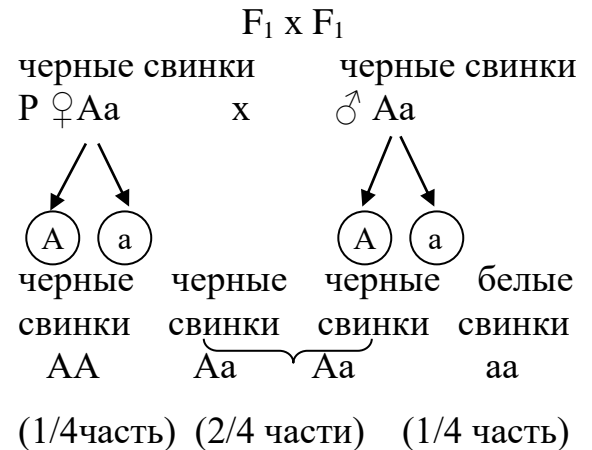 F₁ x F₁
черные свинки черные свинки
P ♀Aa x ♂ Aa
A a A a
черные черные черные белые
свинки свинки свинки свинки
AA Aa Aa aa
(1/4часть) (2/4 части) (1/4 часть)